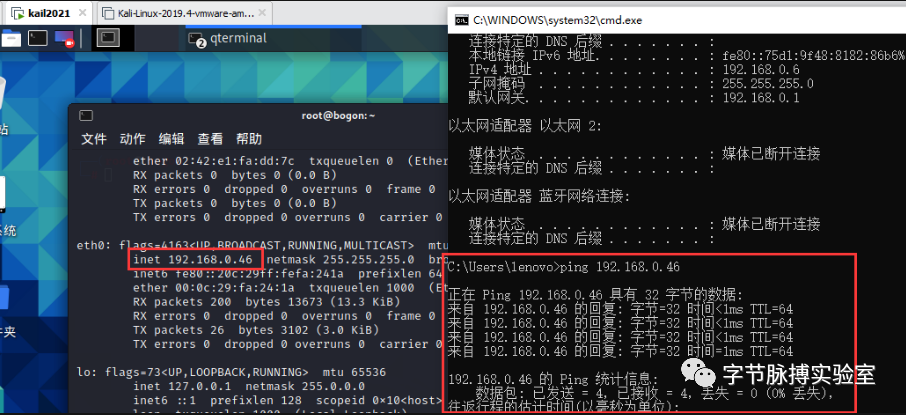 kail2021
Kali-Linux-2019.4-vmware-am...
qterminal
站
系统
件夹
root@bogon: ~
文件 动作 编辑 查看 帮助
ether 02:42:e1:fa:dd:7c txqueuelen 0 (Ether
RX packets 0 bytes 0 (0.0 B)
RX errors 0 dropped 0 overruns 0 frame 0
TX packets 0 bytes 0 (0.0 B)
TX errors 0 dropped 0 overruns 0 carrier 0
eth0: flags=4163<UP,BROADCAST,RUNNING,MULTICAST> mtu
inet 192.168.0.46 netmask 255.255.255.0 br
inet6 fe80::20c:29ff:fefa:241a prefixlen 64
ether 00:0c:29:fa:24:1a txqueuelen 1000 (Et
RX packets 200 bytes 13673 (13.3 KiB)
RX errors 0 dropped 0 overruns 0 frame 0
TX packets 26 bytes 3102 (3.0 KiB)
TX errors 0 dropped 0 overruns 0 carrier 0
lo: flags=73<UP,LOOPBACK,RUNNING> mtu 65536
inet 127.0.0.1 netmask 255.0.0.0
inet6 ::1 prefixlen 128 scopeid 0×10<host>
C:\WINDOWS\system32\cmd.exe
连接特定的 DNS 后缀 . . . . . . . :
本地链接 IPv6 地址. . . . . . . . : fe80::75d1:9f48:8182:86b6%
IPv4 地址 . . . . . . . . . . . . : 192.168.0.6
子网掩码 . . . . . . . . . . . . : 255.255.255.0
默认网关. . . . . . . . . . . . . : 192.168.0.1
以太网适配器 以太网 2:
媒体状态 . . . . . . . . . . . . : 媒体已断开连接
连接特定的 DNS 后缀 . . . . . . . :
以太网适配器 蓝牙网络连接:
媒体状态 . . . . . . . . . . . . : 媒体已断开连接
连接特定的 DNS 后缀 . . . . . . . :
C:\Users\lenovo>ping 192.168.0.46
正在 Ping 192.168.0.46 具有 32 字节的数据:
来自 192.168.0.46 的回复: 字节=32 时间<1ms TTL=64
来自 192.168.0.46 的回复: 字节=32 时间<1ms TTL=64
来自 192.168.0.46 的回复: 字节=32 时间<1ms TTL=64
来自 192.168.0.46 的回复: 字节=32 时间=1ms TTL=64
192.168.0.46 的 Ping 统计信息:
数据包: 已发送 = 4, 已接收 = 4, 丢失 = 0 (0% 丢失),
往返行程的估计时间(以毫秒为单位):
字节脉搏实验室